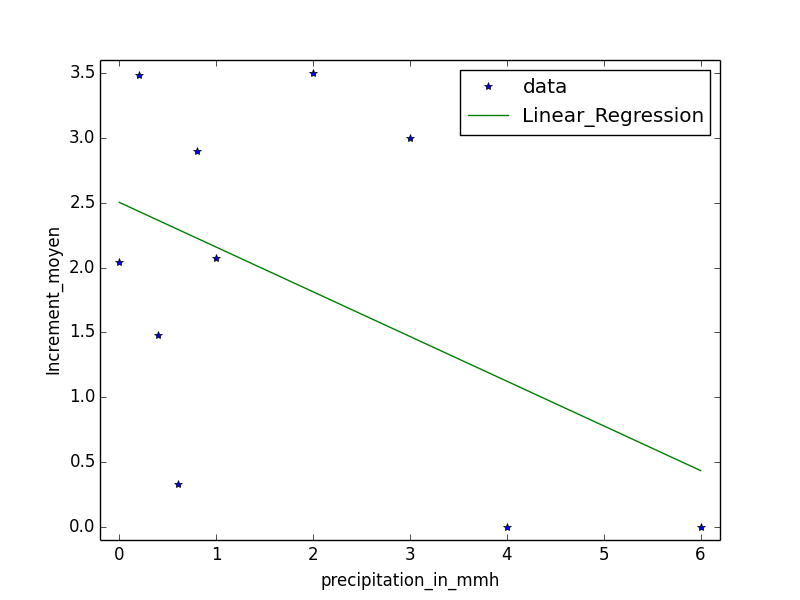 3.5
3.0
2.5
2.0
1.5
1.0
0.5
0.0
Increment_moyen
data
Linear_Regression
0 1 2 3 4 5 6
precipitation_in_mmh